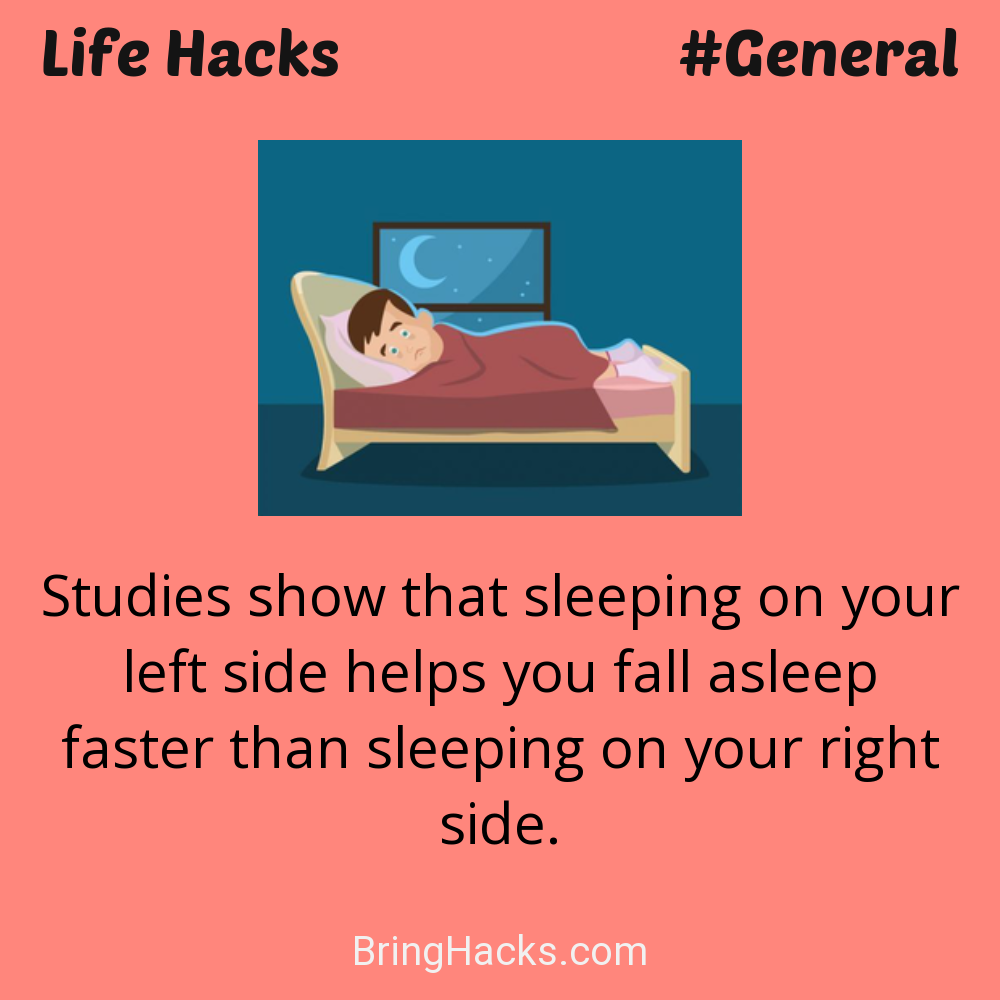 Life Hacks
#General
Studies show that sleeping on your
left side helps you fall asleep
faster than sleeping on your right
side.
BringHacks.com